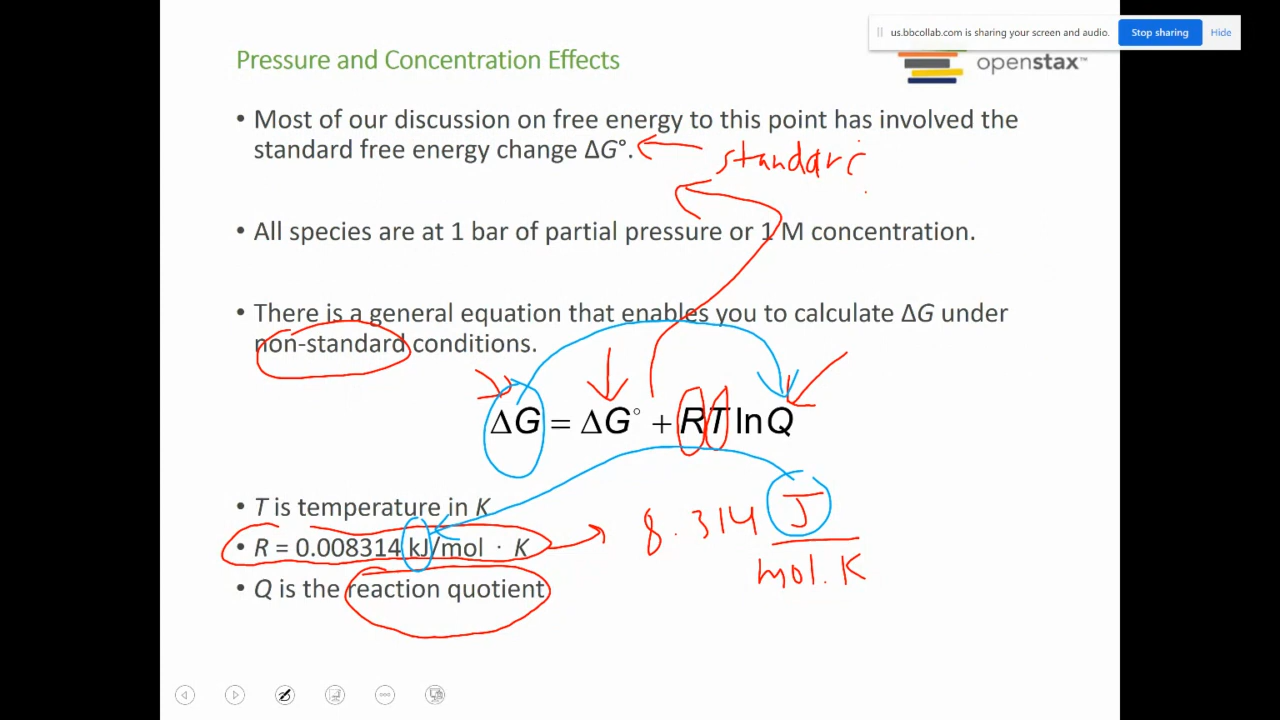 us.bbcollab.com is sharing your screen and audio. Stop sharing Hide
Pressure and Concentration Effects
openstax™
• Most of our discussion on free energy to this point has involved the
standard free energy change ΔG°.
• All species are at 1 bar of partial pressure or 1 M concentration.
• There is a general equation that enables you to calculate ΔG under
non-standard conditions.
ΔG = ΔG° + RT lnQ
• T is temperature in K
8.314 J
• R = 0.008314 kJ/mol · K
mol.K
• Q is the reaction quotient